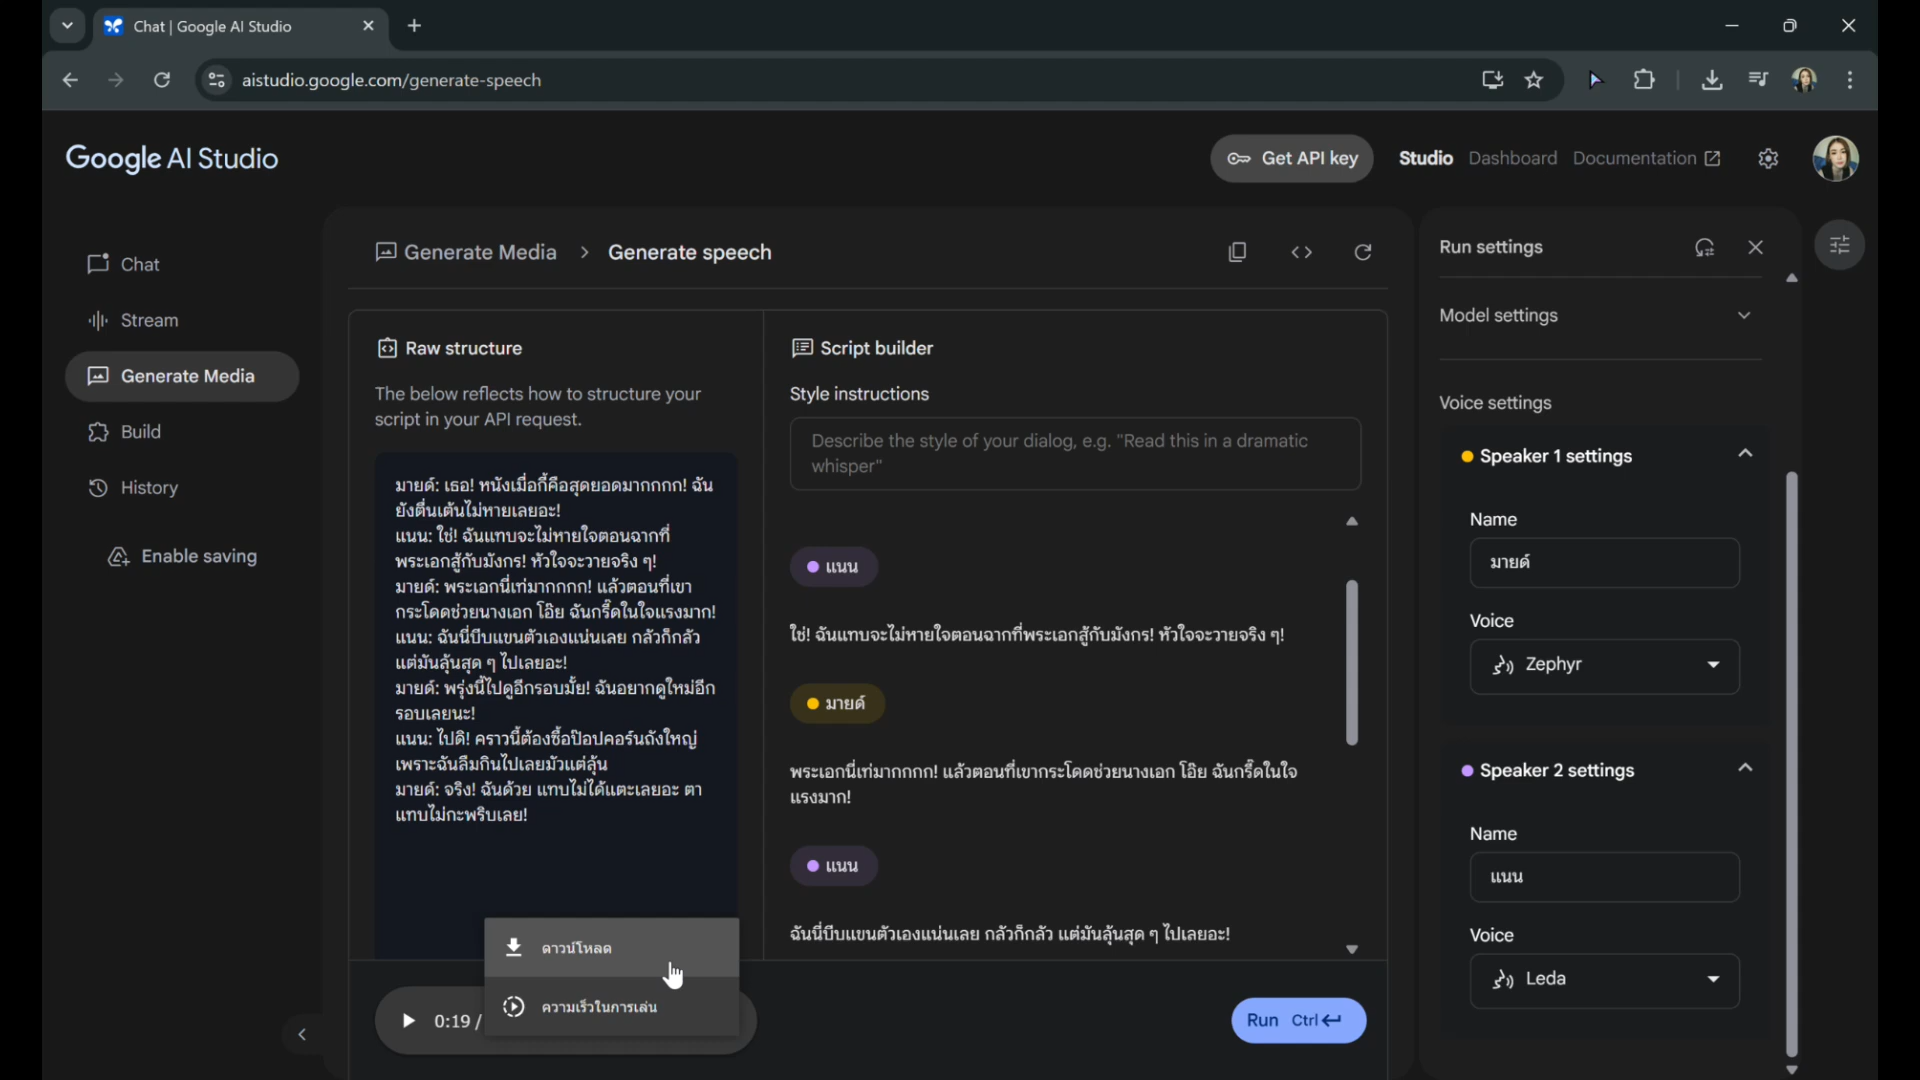 Chat | Google AI Studio
aistudio.google.com/generate-speech
Google AI Studio
Get API key
Studio
Dashboard
Documentation
Chat
Stream
Generate Media
Build
History
Enable saving
Generate Media > Generate speech
Raw structure
The below reflects how to structure your
script in your API request.
มายด์: เธอ! หนังเมื่อกี้คือสุดยอดมากกกก! ฉัน
ยังตื่นเต้นไม่หายเลยอะ!
แนน: ใช่! ฉันแทบจะไม่หายใจตอนฉากที่
พระเอกสู้กับมังกร! หัวใจจะวายจริง ๆ!
มายด์: พระเอกนี่เท่มากกกก! แล้วตอนที่เขา
กระโดดช่วยนางเอก โอ๊ย ฉันกรี๊ดในใจแรงมาก!
แนน: ฉันนี่บีบแขนตัวเองแน่นเลย กลัวก็กลัว
แต่มันลุ้นสุด ๆ ไปเลยอะ!
มายด์: พรุ่งนี้ไปดูอีกรอบมั้ย! ฉันอยากดูใหม่อีก
รอบเลยนะ!
แนน: ไปดิ! คราวนี้ต้องซื้อป๊อปคอร์นถังใหญ่
เพราะฉันลืมกินไปเลยมัวแต่ลุ้น
มายด์: จริง! ฉันด้วย แทบไม่ได้แตะเลยอะ ตา
แทบไม่กะพริบเลย!
ดาวน์โหลด
ความเร็วในการเล่น
0:19 /
Script builder
Style instructions
Describe the style of your dialog, e.g. "Read this in a dramatic
whisper"
แนน
ใช่! ฉันแทบจะไม่หายใจตอนฉากที่พระเอกสู้กับมังกร! หัวใจจะวายจริง ๆ!
มายด์
พระเอกนี่เท่มากกกก! แล้วตอนที่เขากระโดดช่วยนางเอก โอ๊ย ฉันกรี๊ดในใจ
แรงมาก!
แนน
ฉันนี่บีบแขนตัวเองแน่นเลย กลัวก็กลัว แต่มันลุ้นสุด ๆ ไปเลยอะ!
Run Ctrl
Run settings
Model settings
Voice settings
Speaker 1 settings
Name
มายด์
Voice
Zephyr
Speaker 2 settings
Name
แนน
Voice
Leda